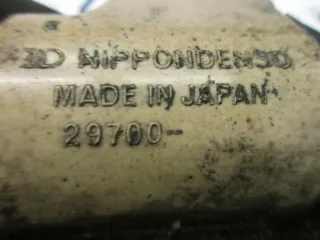 ND NIPPONDENSO
MADE IN JAPAN
29700-